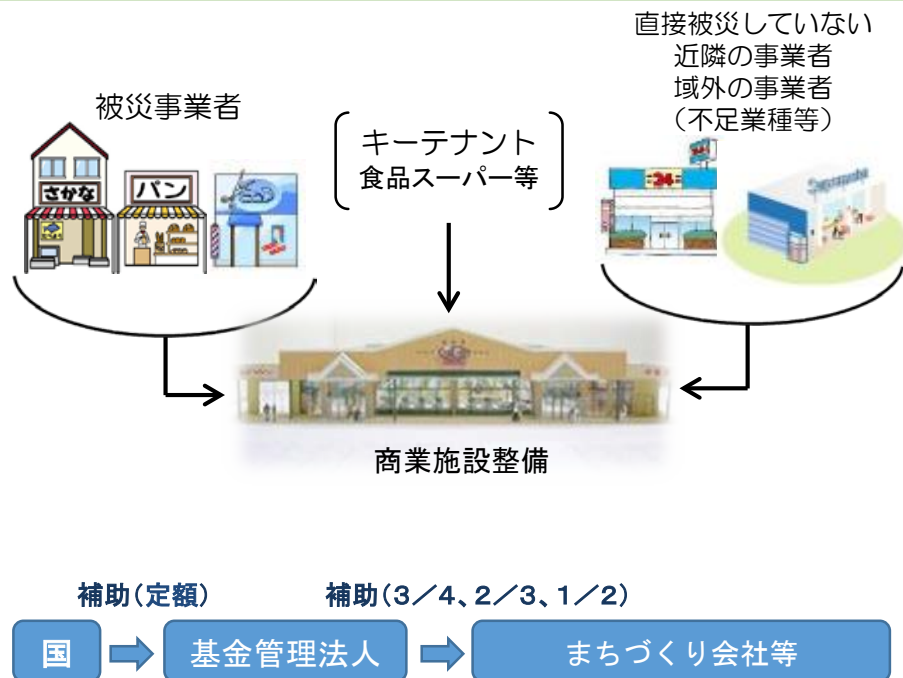 直接被災していない
近隣の事業者
域外の事業者
(不足業種等)
被災事業者
キーテナント
食品スーパー等
さかな
パン
24
商業施設整備
補助(定額)
補助(3/4、2/3、1/2)
国
基金管理法人
まちづくり会社等